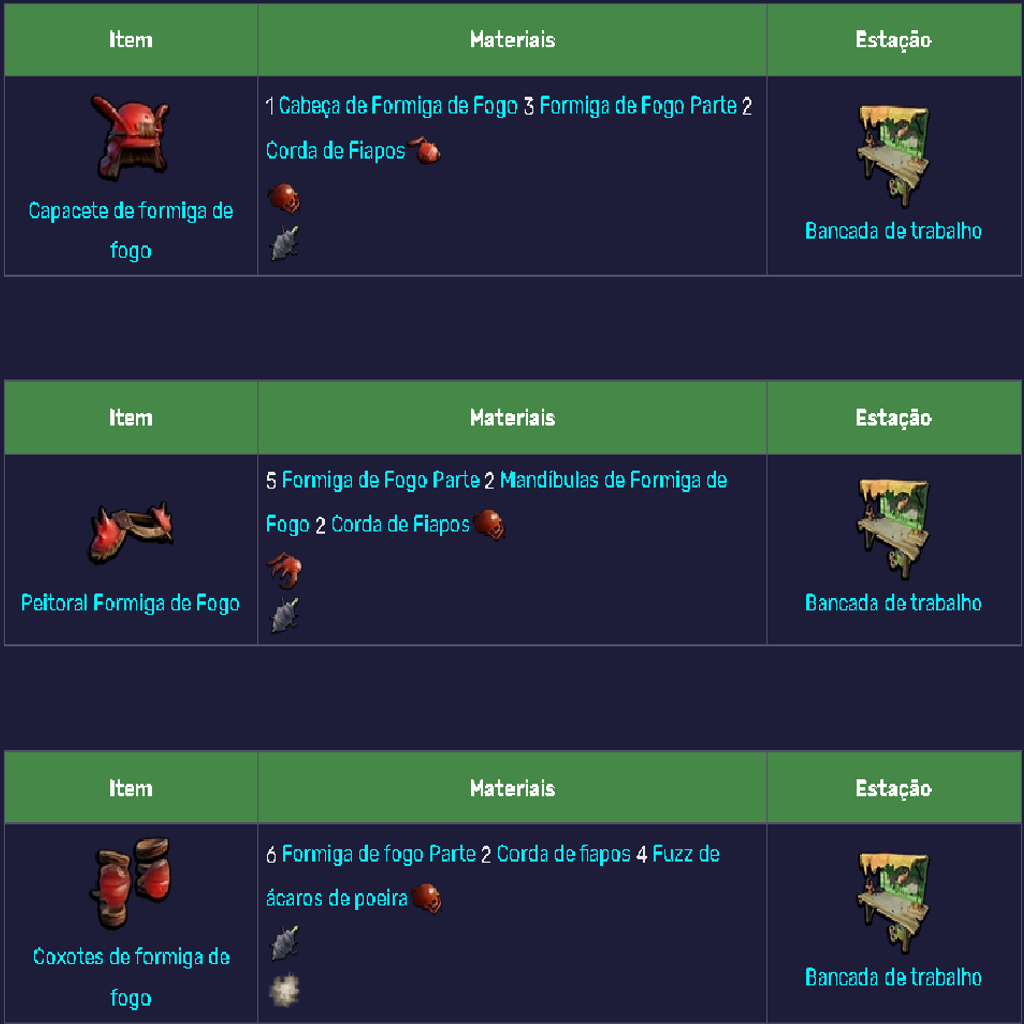 Item Materiais Estação
1 Cabeça de Formiga de Fogo 3 Formiga de Fogo Parte 2
Corda de Fiapos
Capacete de formiga de
fogo
Bancada de trabalho
Item Materiais Estação
5 Formiga de Fogo Parte 2 Mandíbulas de Formiga de
Fogo 2 Corda de Fiapos
Peitoral Formiga de Fogo
Bancada de trabalho
Item Materiais Estação
6 Formiga de fogo Parte 2 Corda de fiapos 4 Fuzz de
ácaros de poeira
Coxotes de formiga de
fogo
Bancada de trabalho